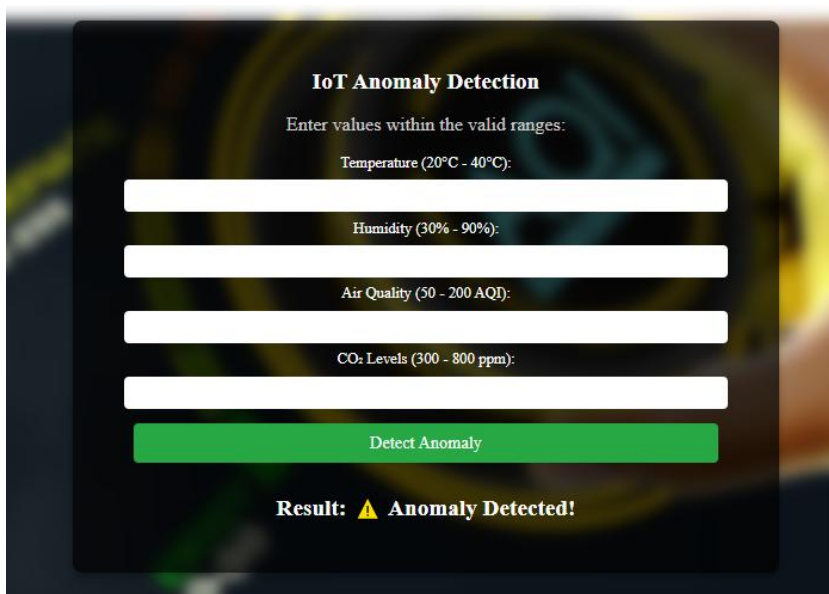 IoT Anomaly Detection
Enter values within the valid ranges:
Temperature (20°C - 40°C):
Humidity (30% - 90%):
Air Quality (50 - 200 AQI):
CO₂ Levels (300 - 800 ppm):
Detect Anomaly
Result: ⚠ Anomaly Detected!